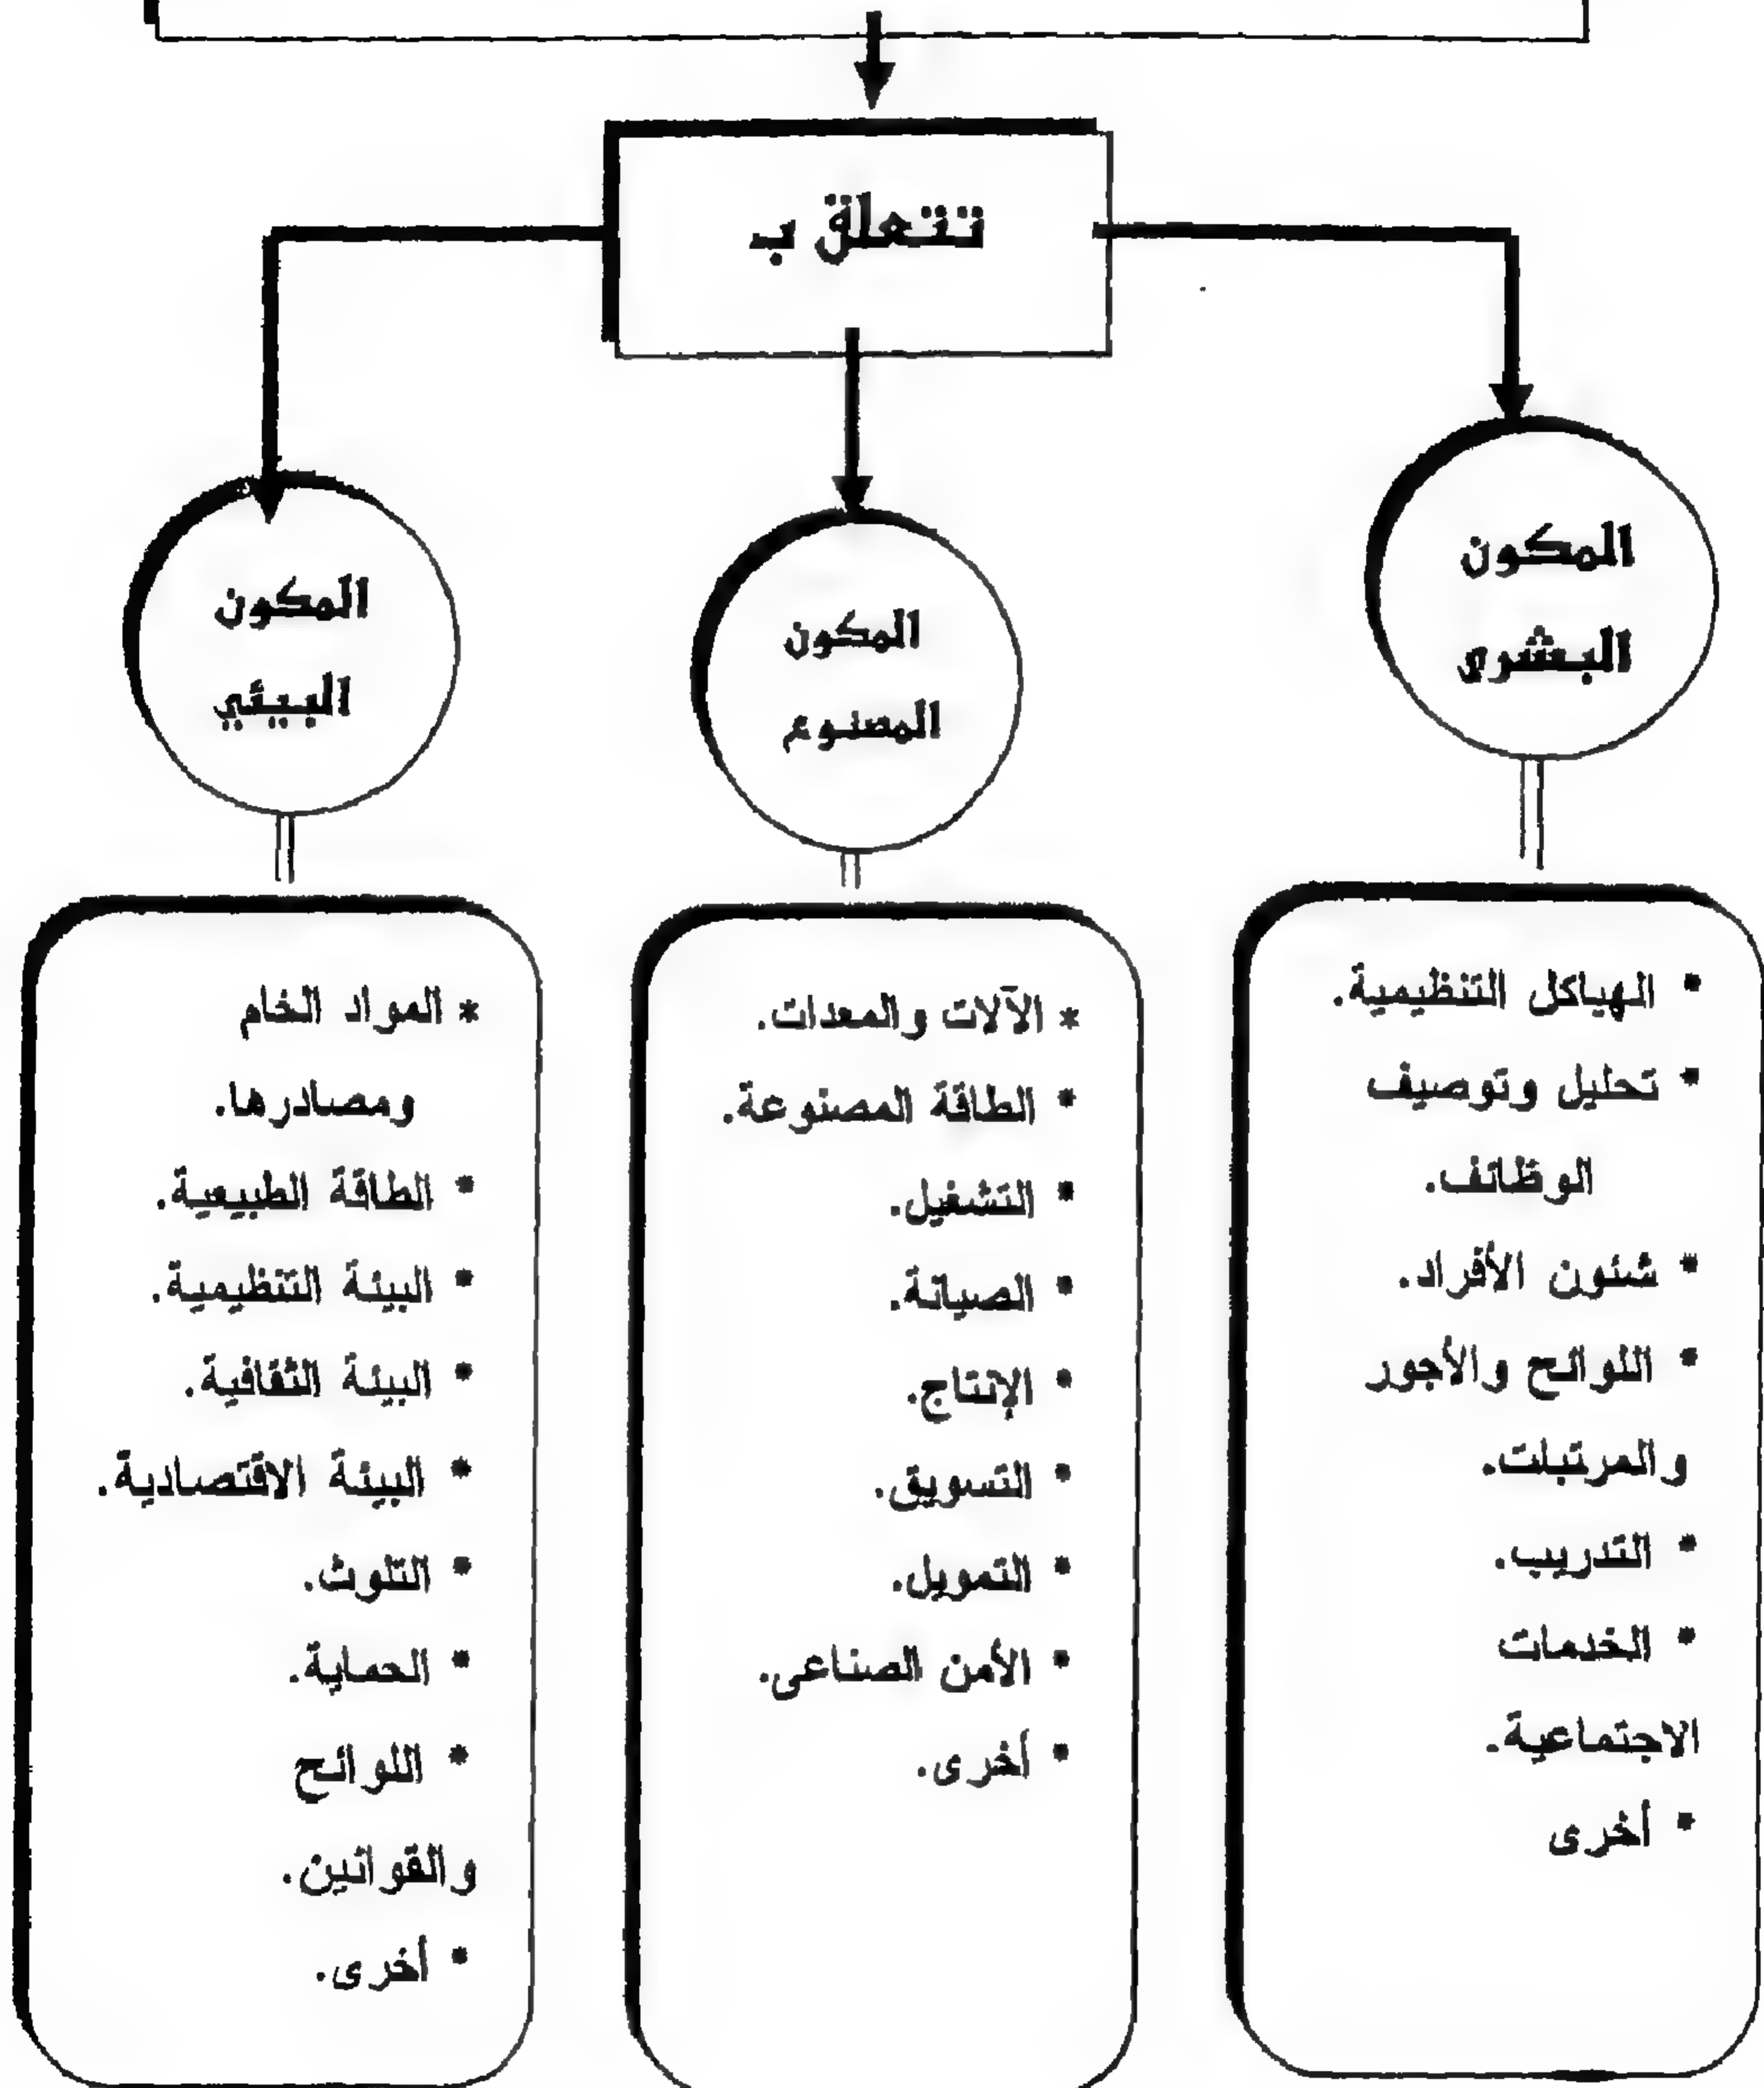 تتعلق ب
المكون
البشرى
* الهياكل التنظيمية.
* تحليل وتوصيف
الوظائف.
* شئون الأفراد.
* اللوائح والأجور
والمرتبات.
* التدريب.
* الخدمات
الاجتماعية.
* أخرى
المكون
المصنوع
* الآلات والمعدات.
* الطاقة المصنوعة.
* التشغيل.
* الصيانة.
* الإنتاج.
* التسويق.
* التمويل.
* الأمن الصناعى.
* أخرى.
المكون
البيئي
* المواد الخام
ومصادرها.
* الطاقة الطبيعية.
* البيئة التنظيمية.
* البيئة الثقافية.
* البيئة الاقتصادية.
* التلوث.
* الحماية.
* اللوائح
والقوانين.
* أخرى.